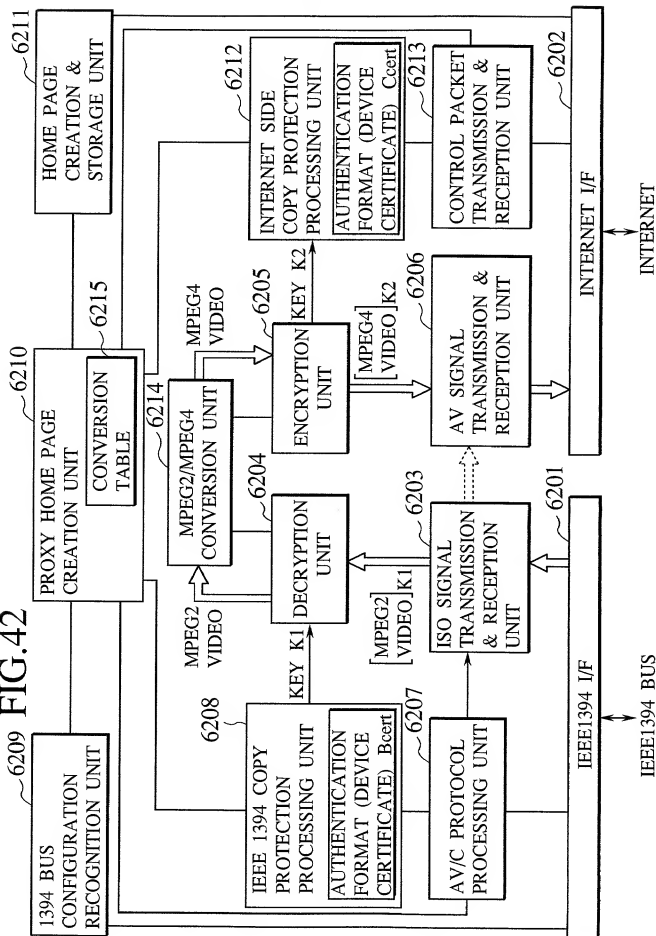 FIG.42
6209
1394 BUS
CONFIGURATION
RECOGNITION UNIT
6210
PROXY HOME PAGE
CREATION UNIT
6215
CONVERSION
TABLE
6211
HOME PAGE
CREATION &
STORAGE UNIT
6208
IEEE 1394 COPY
PROTECTION
PROCESSING UNIT
AUTHENTICATION
FORMAT (DEVICE
CERTIFICATE) Bcert
KEY K1
MPEG2
VIDEO
6214
MPEG2/MPEG4
CONVERSION UNIT
MPEG4
VIDEO
6204
DECRYPTION
UNIT
6205
ENCRYPTION
UNIT
KEY K2
6212
INTERNET SIDE
COPY PROTECTION
PROCESSING UNIT
AUTHENTICATION
FORMAT (DEVICE
CERTIFICATE) Ccert
6207
AV/C PROTOCOL
PROCESSING UNIT
[MPEG2
VIDEO] K1
6203
ISO SIGNAL
TRANSMISSION
& RECEPTION
UNIT
[MPEG4
VIDEO] K2
6206
AV SIGNAL
TRANSMISSION &
RECEPTION UNIT
6213
CONTROL PACKET
TRANSMISSION &
RECEPTION UNIT
6201
IEEE1394 I/F
6202
INTERNET I/F
IEEE1394 BUS
INTERNET